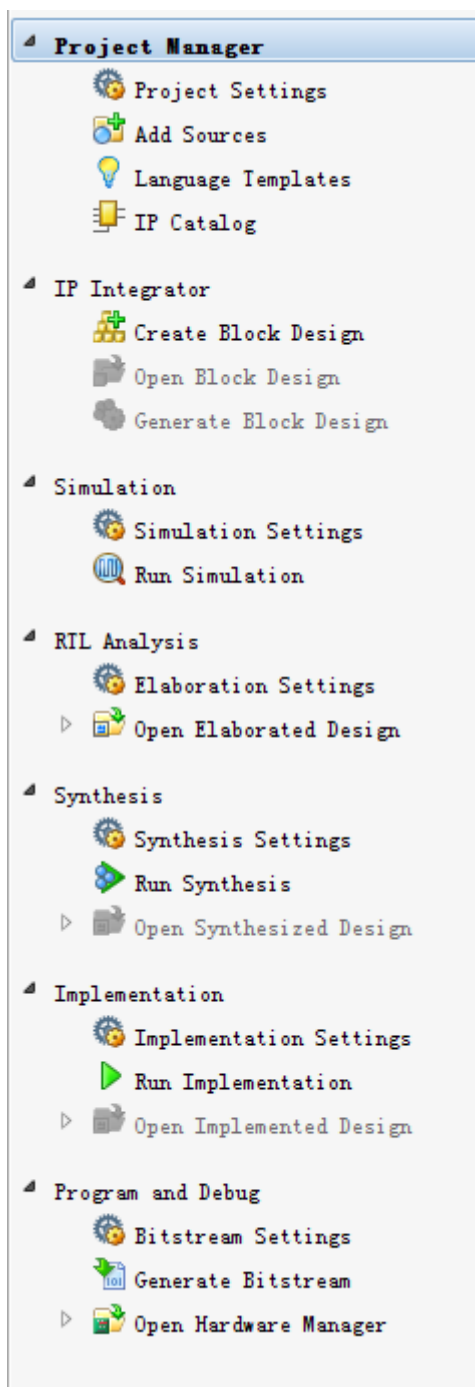 Project Manager
Project Settings
Add Sources
Language Templates
IP Catalog
IP Integrator
Create Block Design
Open Block Design
Generate Block Design
Simulation
Simulation Settings
Run Simulation
RTL Analysis
Elaboration Settings
Open Elaborated Design
Synthesis
Synthesis Settings
Run Synthesis
Open Synthesized Design
Implementation
Implementation Settings
Run Implementation
Open Implemented Design
Program and Debug
Bitstream Settings
Generate Bitstream
Open Hardware Manager